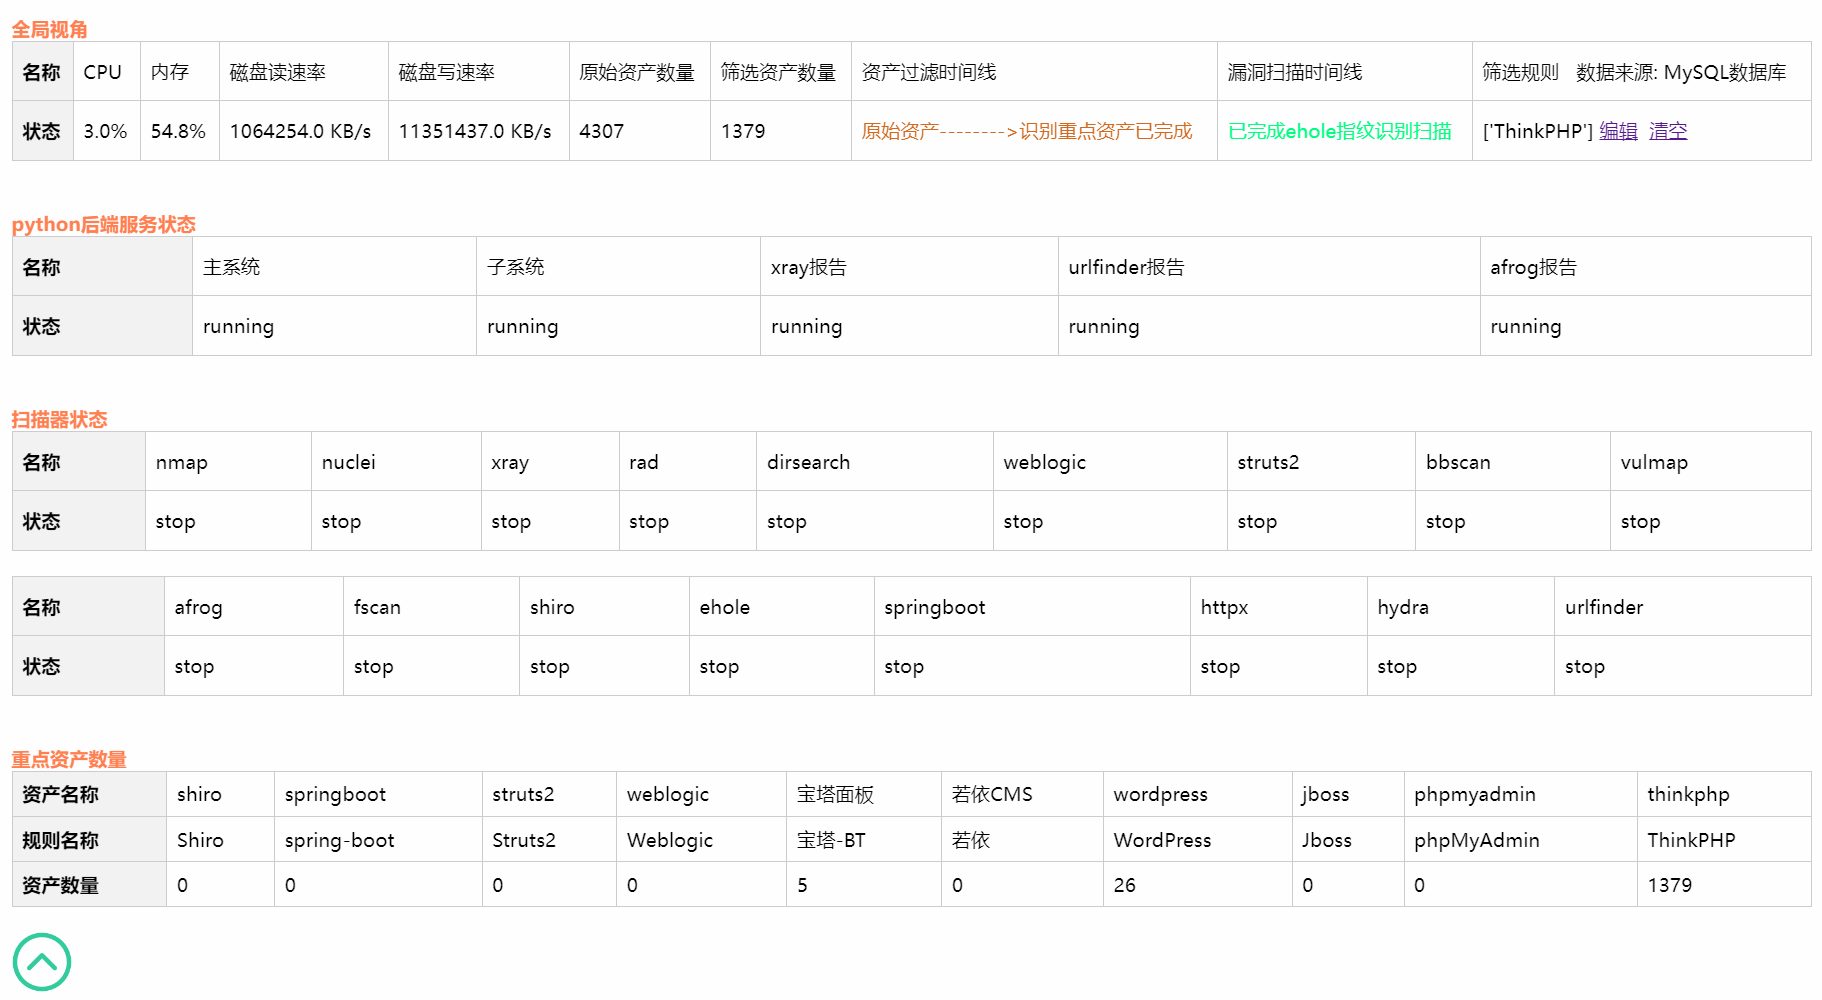 全局视角
名称 CPU 内存 磁盘读速率 磁盘写速率 原始资产数量 筛选资产数量 资产过滤时间线 漏洞扫描时间线 筛选规则 数据来源: MySQL数据库
状态 3.0% 54.8% 1064254.0 KB/s 11351437.0 KB/s 4307 1379 原始资产-------->识别重点资产已完成 已完成ehole指纹识别扫描 ['ThinkPHP'] 编辑 清空
python后端服务状态
名称 主系统 子系统 xray报告 urlfinder报告 afrog报告
状态 running running running running running
扫描器状态
名称 nmap nuclei xray rad dirsearch weblogic struts2 bbscan vulmap
状态 stop stop stop stop stop stop stop stop stop
名称 afrog fscan shiro ehole springboot httpx hydra urlfinder
状态 stop stop stop stop stop stop stop stop
重点资产数量
资产名称 shiro springboot struts2 weblogic 宝塔面板 若依CMS wordpress jboss phpmyadmin thinkphp
规则名称 Shiro spring-boot Struts2 Weblogic 宝塔-BT 若依 WordPress Jboss phpMyAdmin ThinkPHP
资产数量 0 0 0 0 5 0 26 0 0 1379